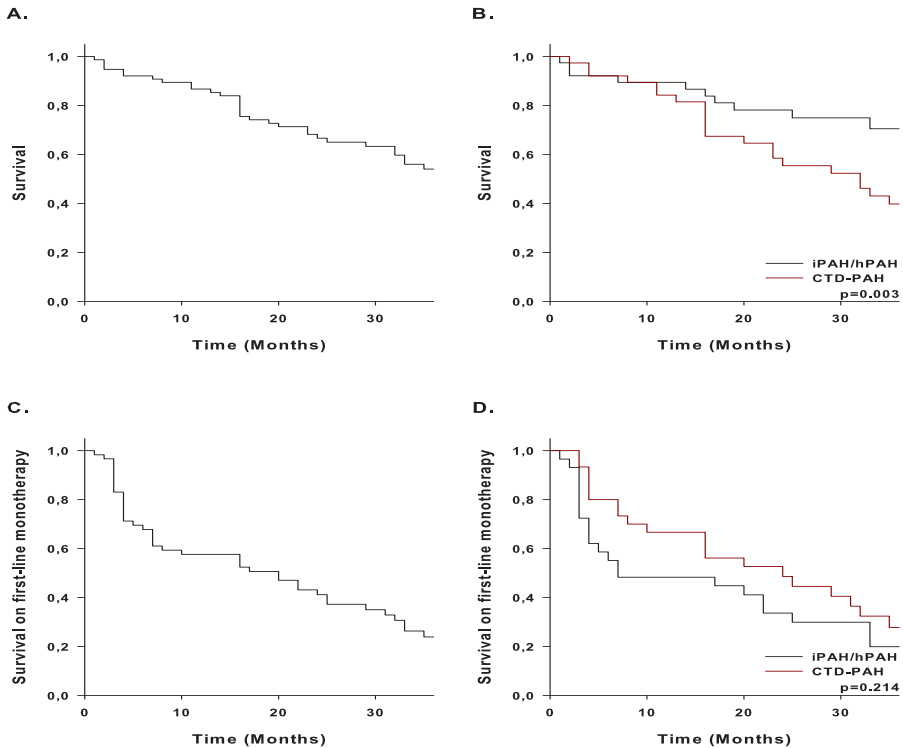 A.
Survival
1,0
0,8
0,6
0,4
0,2
0,0
0 10 20 30
Time (Months)
B.
Survival
1,0
0,8
0,6
0,4
0,2
0,0
iPAH/hPAH
CTD-PAH
p=0.003
0 10 20 30
Time (Months)
C.
Survival on first-line monotherapy
1,0
0,8
0,6
0,4
0,2
0,0
0 10 20 30
Time (Months)
D.
Survival on first-line monotherapy
1,0
0,8
0,6
0,4
0,2
0,0
iPAH/hPAH
CTD-PAH
p=0.214
0 10 20 30
Time (Months)